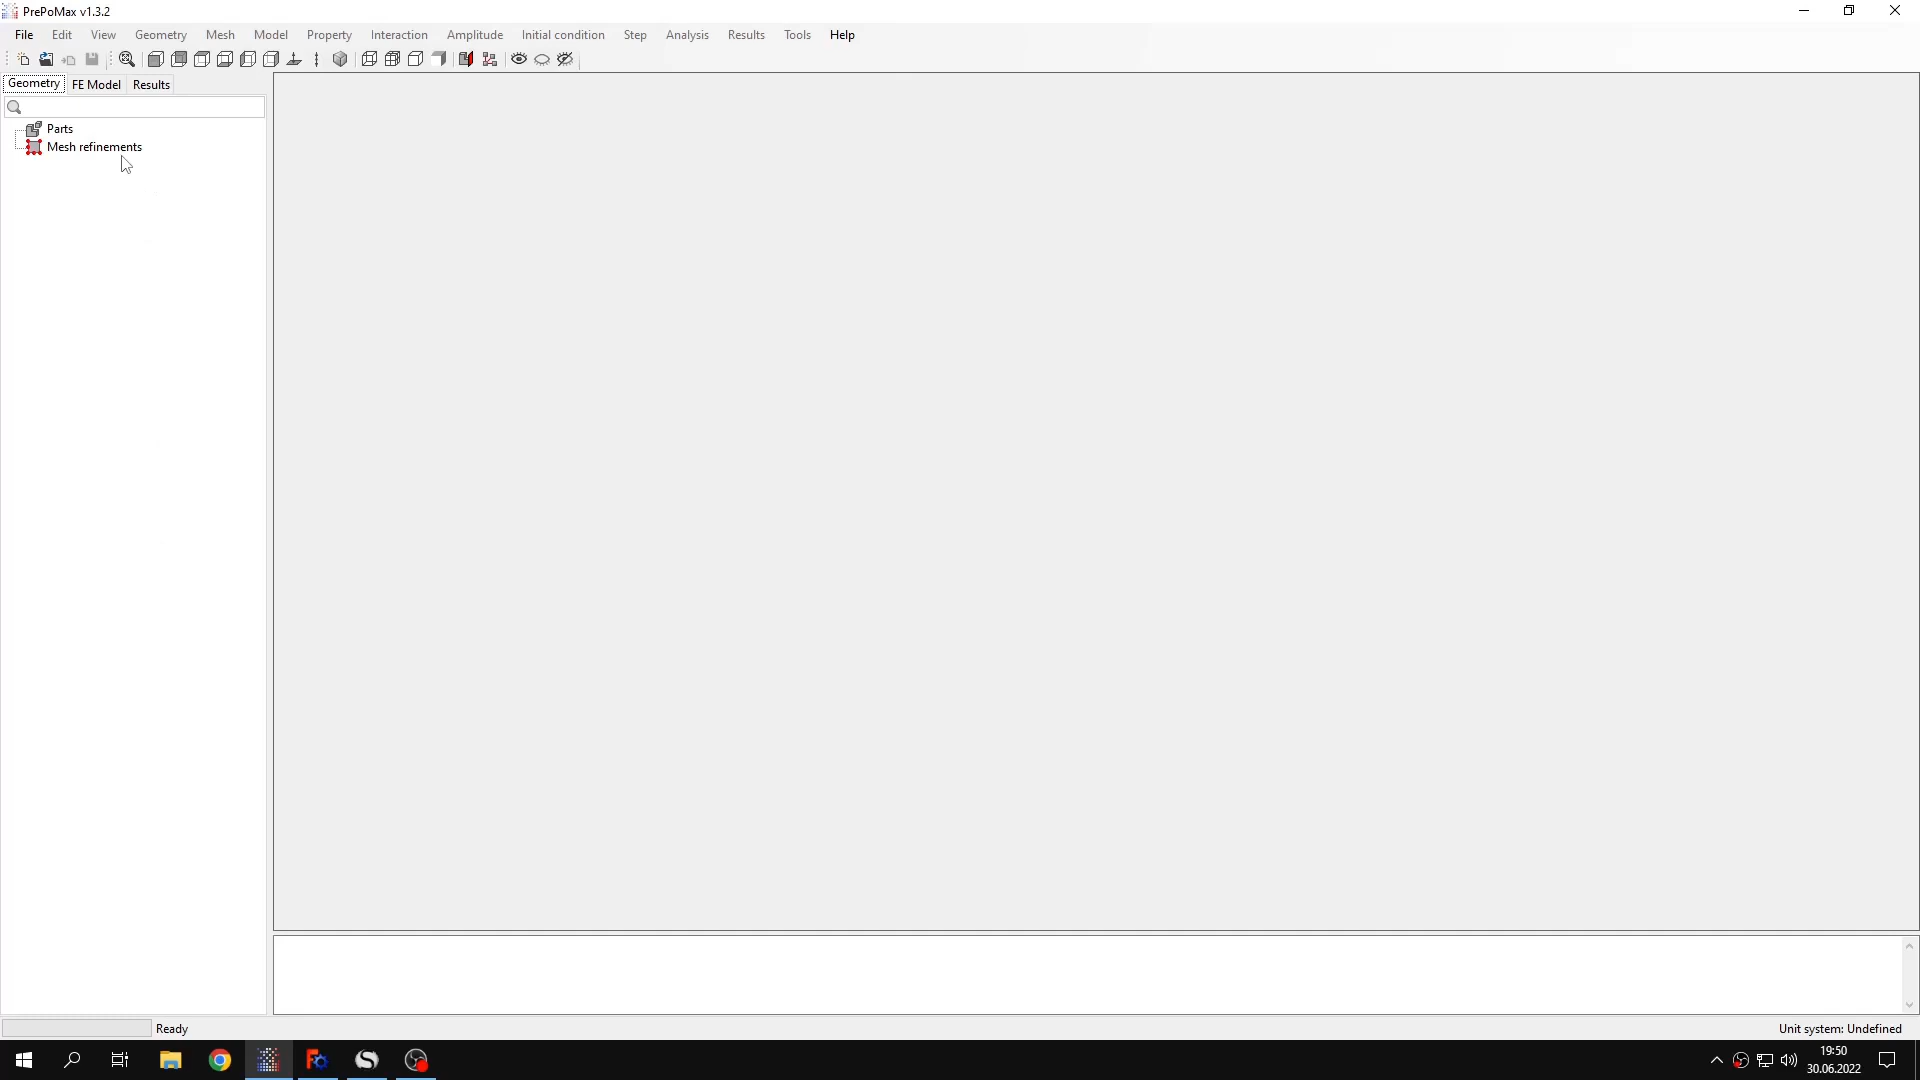 PrePoMax v1.3.2
File Edit View Geometry Mesh Model Property Interaction Amplitude Initial condition Step Analysis Results Tools Help
Geometry FE Model Results
Parts
Mesh refinements
Ready
Unit system: Undefined
19:50
30.06.2022